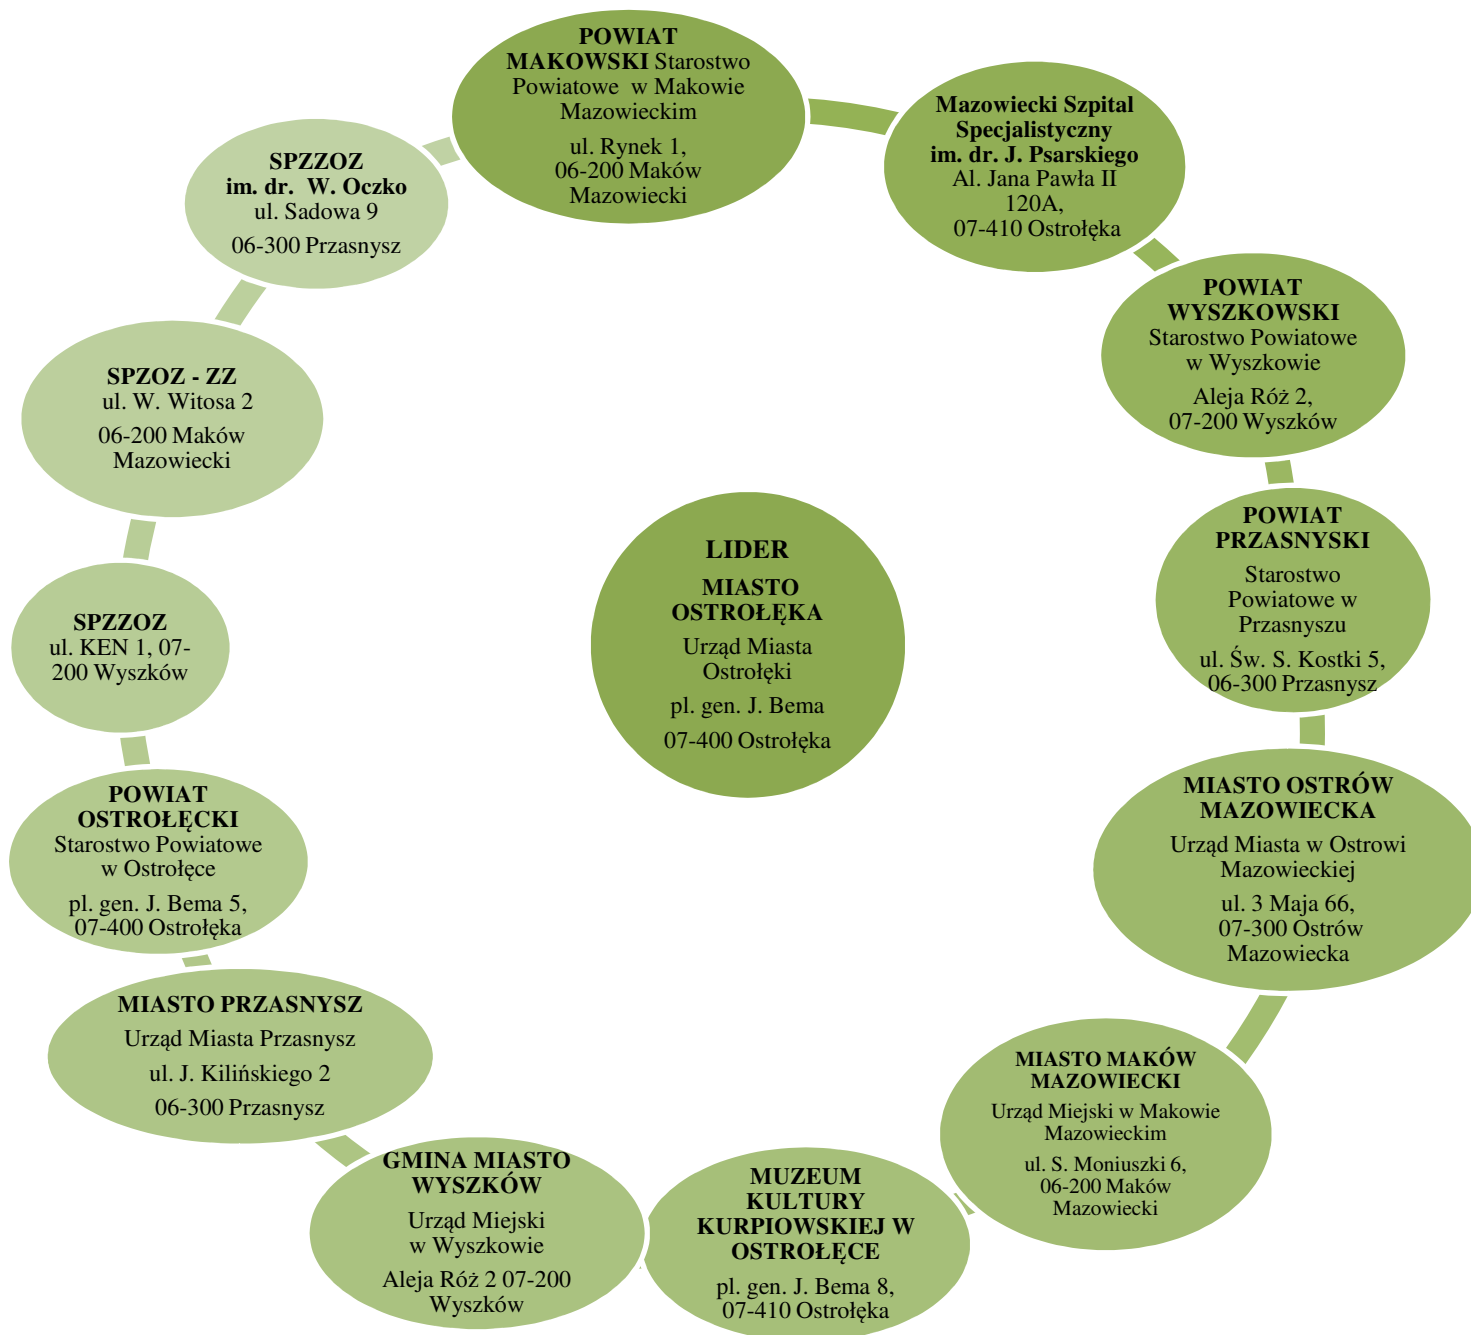 POWIAT
MAKOWSKI Starostwo
Powiatowe w Makowie
Mazowieckim
ul. Rynek 1,
06-200 Maków
Mazowiecki
Mazowiecki Szpital
Specjalistyczny
im. dr. J. Psarskiego
Al. Jana Pawła II
120A,
07-410 Ostrołęka
POWIAT
WYSZKOWSKI
Starostwo Powiatowe
w Wyszkowie
Aleja Róż 2,
07-200 Wyszków
POWIAT
PRZASNYSKI
Starostwo
Powiatowe w
Przasnyszu
ul. Św. S. Kostki 5,
06-300 Przasnysz
MIASTO OSTRÓW
MAZOWIECKA
Urząd Miasta w Ostrowi
Mazowieckiej
ul. 3 Maja 66,
07-300 Ostrów
Mazowiecka
MIASTO MAKÓW
MAZOWIECKI
Urząd Miejski w Makowie
Mazowieckim
ul. S. Moniuszki 6,
06-200 Maków
Mazowiecki
MUZEUM
KULTURY
KURPIOWSKIEJ W
OSTROŁĘCE
pl. gen. J. Bema 8,
07-410 Ostrołęka
GMINA MIASTO
WYSZKÓW
Urząd Miejski
w Wyszkowie
Aleja Róż 2 07-200
Wyszków
MIASTO PRZASNYSZ
Urząd Miasta Przasnysz
ul. J. Kilińskiego 2
06-300 Przasnysz
POWIAT
OSTROŁĘCKI
Starostwo Powiatowe
w Ostrołęce
pl. gen. J. Bema 5,
07-400 Ostrołęka
SPZZOZ
ul. KEN 1, 07-
200 Wyszków
SPZOZ - ZZ
ul. W. Witosa 2
06-200 Maków
Mazowiecki
SPZZOZ
im. dr. W. Oczko
ul. Sadowa 9
06-300 Przasnysz
LIDER
MIASTO
OSTROŁĘKA
Urząd Miasta
Ostrołęki
pl. gen. J. Bema
07-400 Ostrołęka